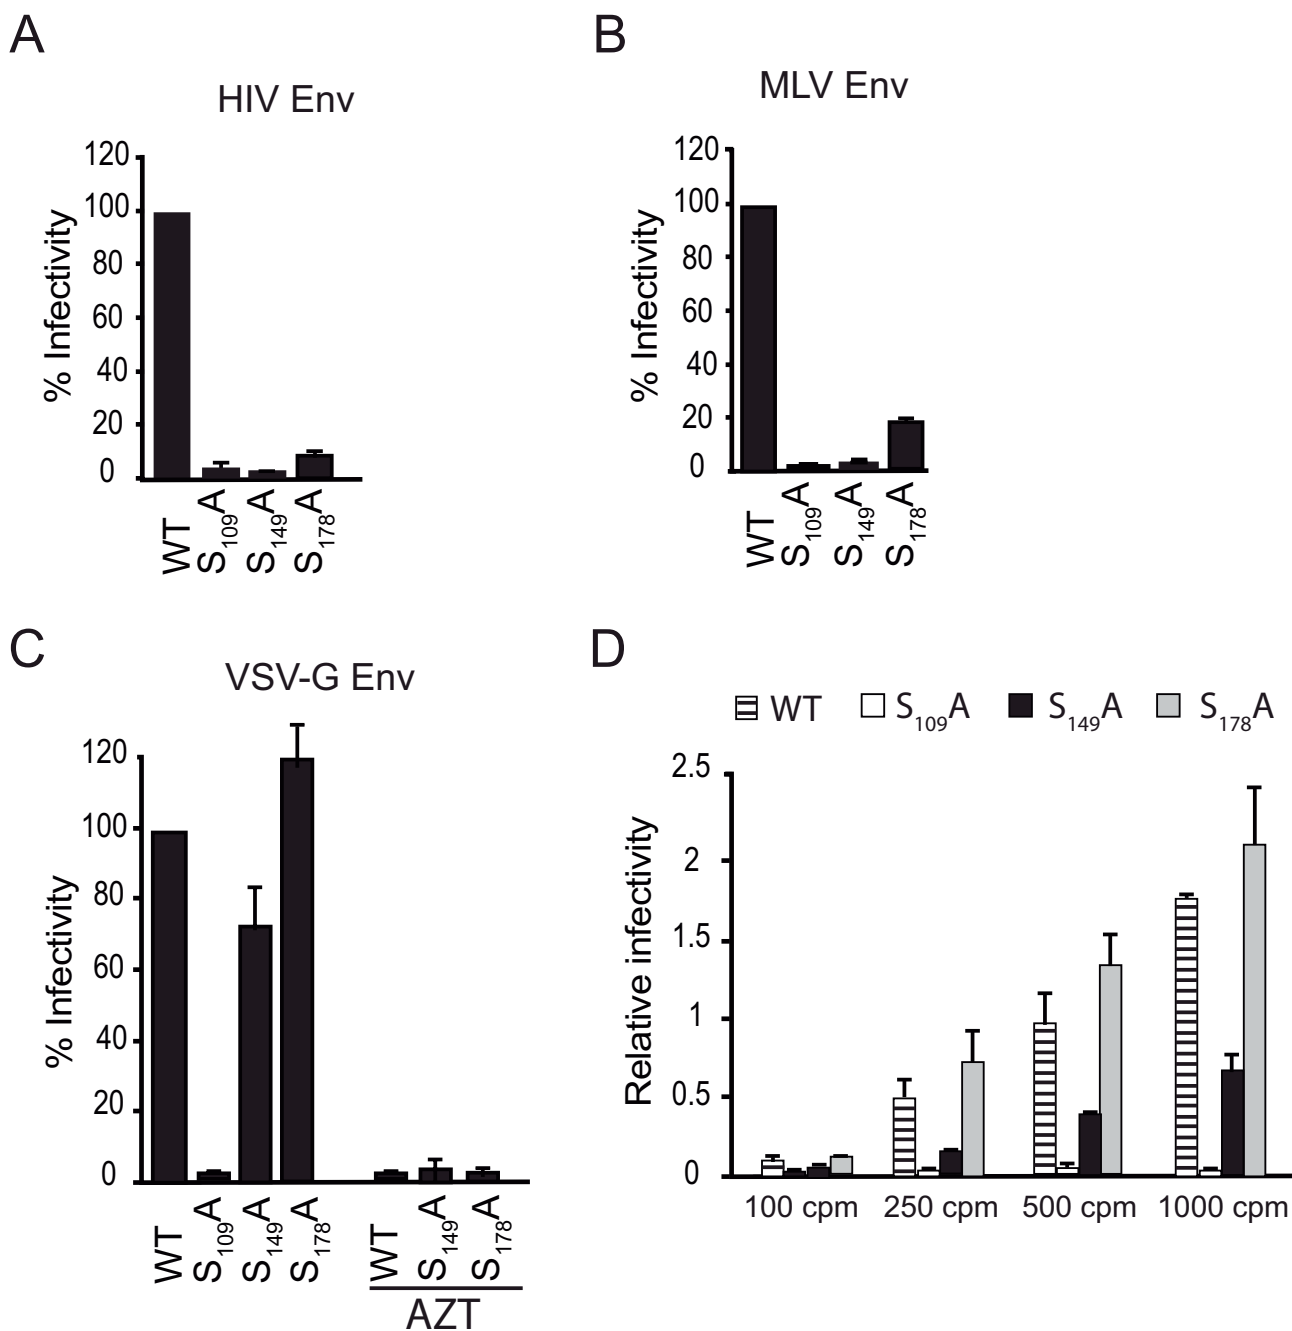 A
HIV Env
120
100
80
60
40
20
0
% Infectivity
WT
S109A
S149A
S178A
B
MLV Env
120
100
80
60
40
20
0
% Infectivity
WT
S109A
S149A
S178A
C
VSV-G Env
120
100
80
60
40
20
0
% Infectivity
WT
S109A
S149A
S178A
WT
S149A
S178A
AZT
D
WT S109A S149A S178A
2.5
2
1.5
1
0.5
0
Relative infectivity
100 cpm 250 cpm 500 cpm 1000 cpm